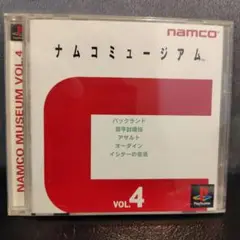 NAMCO MUSEUM VOL.4
namco
ナムコミュージアム
パックランド
源平討魔伝
アサルト
オーダイン
イシターの復活
VOL.4
PlayStation